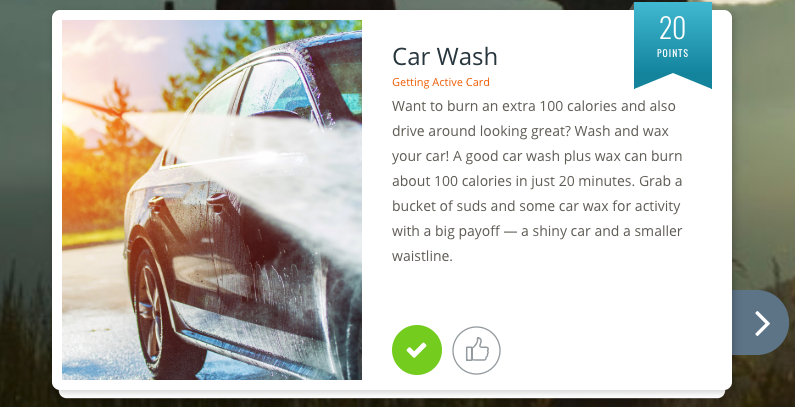 20
POINTS
Car Wash
Getting Active Card
Want to burn an extra 100 calories and also
drive around looking great? Wash and wax
your car! A good car wash plus wax can burn
about 100 calories in just 20 minutes. Grab a
bucket of suds and some car wax for activity
with a big payoff — a shiny car and a smaller
waistline.